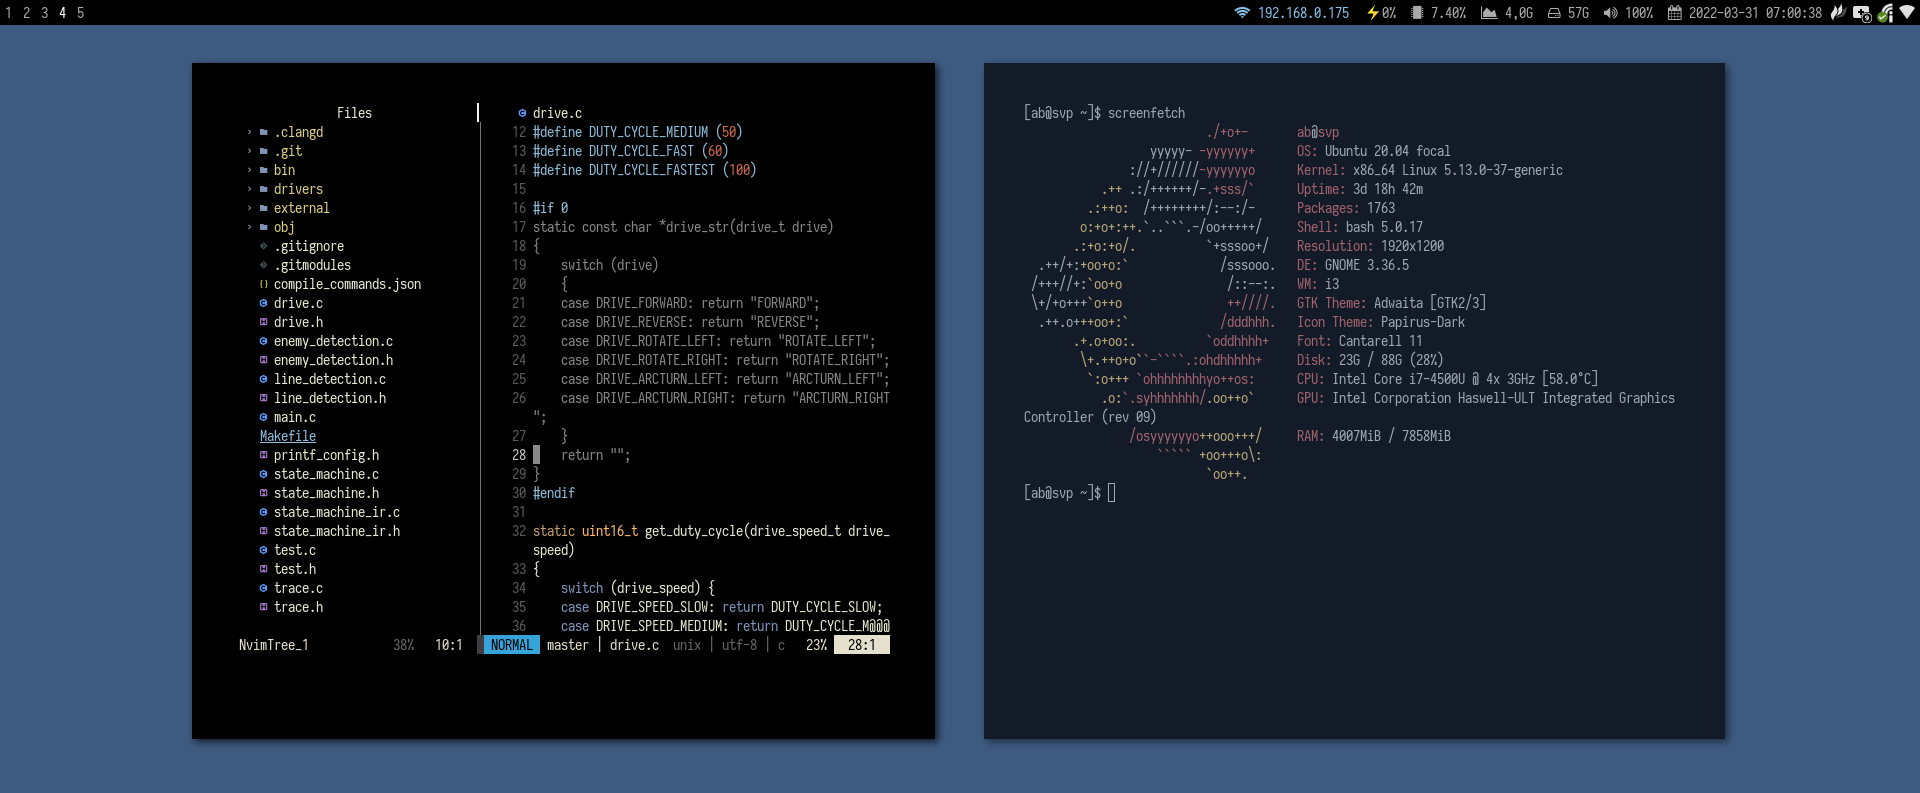 1 2 3 4 5 192.168.0.175 0% 7.40% 4,0G 57G 100% 2022-03-31 07:00:38 9
Files
.clangd
.git
bin
drivers
external
obj
.gitignore
.gitmodules
{} compile_commands.json
drive.c
drive.h
enemy_detection.c
enemy_detection.h
line_detection.c
line_detection.h
main.c
Makefile
printf_config.h
state_machine.c
state_machine.h
state_machine_ir.c
state_machine_ir.h
test.c
test.h
trace.c
trace.h
NvimTree_1 38% 10:1
drive.c
12 #define DUTY_CYCLE_MEDIUM (50)
13 #define DUTY_CYCLE_FAST (60)
14 #define DUTY_CYCLE_FASTEST (100)
15
16 #if 0
17 static const char *drive_str(drive_t drive)
18 {
19     switch (drive)
20     {
21     case DRIVE_FORWARD: return "FORWARD";
22     case DRIVE_REVERSE: return "REVERSE";
23     case DRIVE_ROTATE_LEFT: return "ROTATE_LEFT";
24     case DRIVE_ROTATE_RIGHT: return "ROTATE_RIGHT";
25     case DRIVE_ARCTURN_LEFT: return "ARCTURN_LEFT";
26     case DRIVE_ARCTURN_RIGHT: return "ARCTURN_RIGHT
";
27     }
28     return "";
29 }
30 #endif
31
32 static uint16_t get_duty_cycle(drive_speed_t drive_
speed)
33 {
34     switch (drive_speed) {
35     case DRIVE_SPEED_SLOW: return DUTY_CYCLE_SLOW;
36     case DRIVE_SPEED_MEDIUM: return DUTY_CYCLE_M@@@
NORMAL master | drive.c unix | utf-8 | c 23% 28:1
[ab@svp ~]$ screenfetch
                          ./+o+-       ab@svp
                  yyyyy- -yyyyyy+      OS: Ubuntu 20.04 focal
               ://+//////-yyyyyyo      Kernel: x86_64 Linux 5.13.0-37-generic
           .++ .:/++++++/-.+sss/`      Uptime: 3d 18h 42m
         .:++o:  /++++++++/:--:/-      Packages: 1763
        o:+o+:++.`..```.-/oo+++++/     Shell: bash 5.0.17
       .:+o:+o/.          `+sssoo+/    Resolution: 1920x1200
  .++/+:+oo+o:`             /sssooo.   DE: GNOME 3.36.5
 /+++//+:`oo+o               /::--:.   WM: i3
 \+/+o+++`o++o               ++////.   GTK Theme: Adwaita [GTK2/3]
  .++.o+++oo+:`             /dddhhh.   Icon Theme: Papirus-Dark
       .+.o+oo:.          `oddhhhh+    Font: Cantarell 11
        \+.++o+o``-````.:ohdhhhhh+     Disk: 23G / 88G (28%)
         `:o+++ `ohhhhhhhhyo++os:      CPU: Intel Core i7-4500U @ 4x 3GHz [58.0°C]
           .o:`.syhhhhhhh/.oo++o`      GPU: Intel Corporation Haswell-ULT Integrated Graphics
Controller (rev 09)
               /osyyyyyyo++ooo+++/     RAM: 4007MiB / 7858MiB
                   ````` +oo+++o\:
                          `oo++.
[ab@svp ~]$